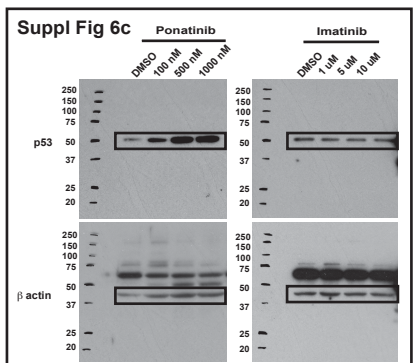 Suppl Fig 6c
Ponatinib
Imatinib
DMSO
100 nM
500 nM
1000 nM
DMSO
1 uM
5 uM
10 uM
250
150
100
75
50
37
25
20
p53
250
150
100
75
50
37
25
20
250
150
100
75
50
37
25
20
β actin
250
150
100
75
50
37
25
20